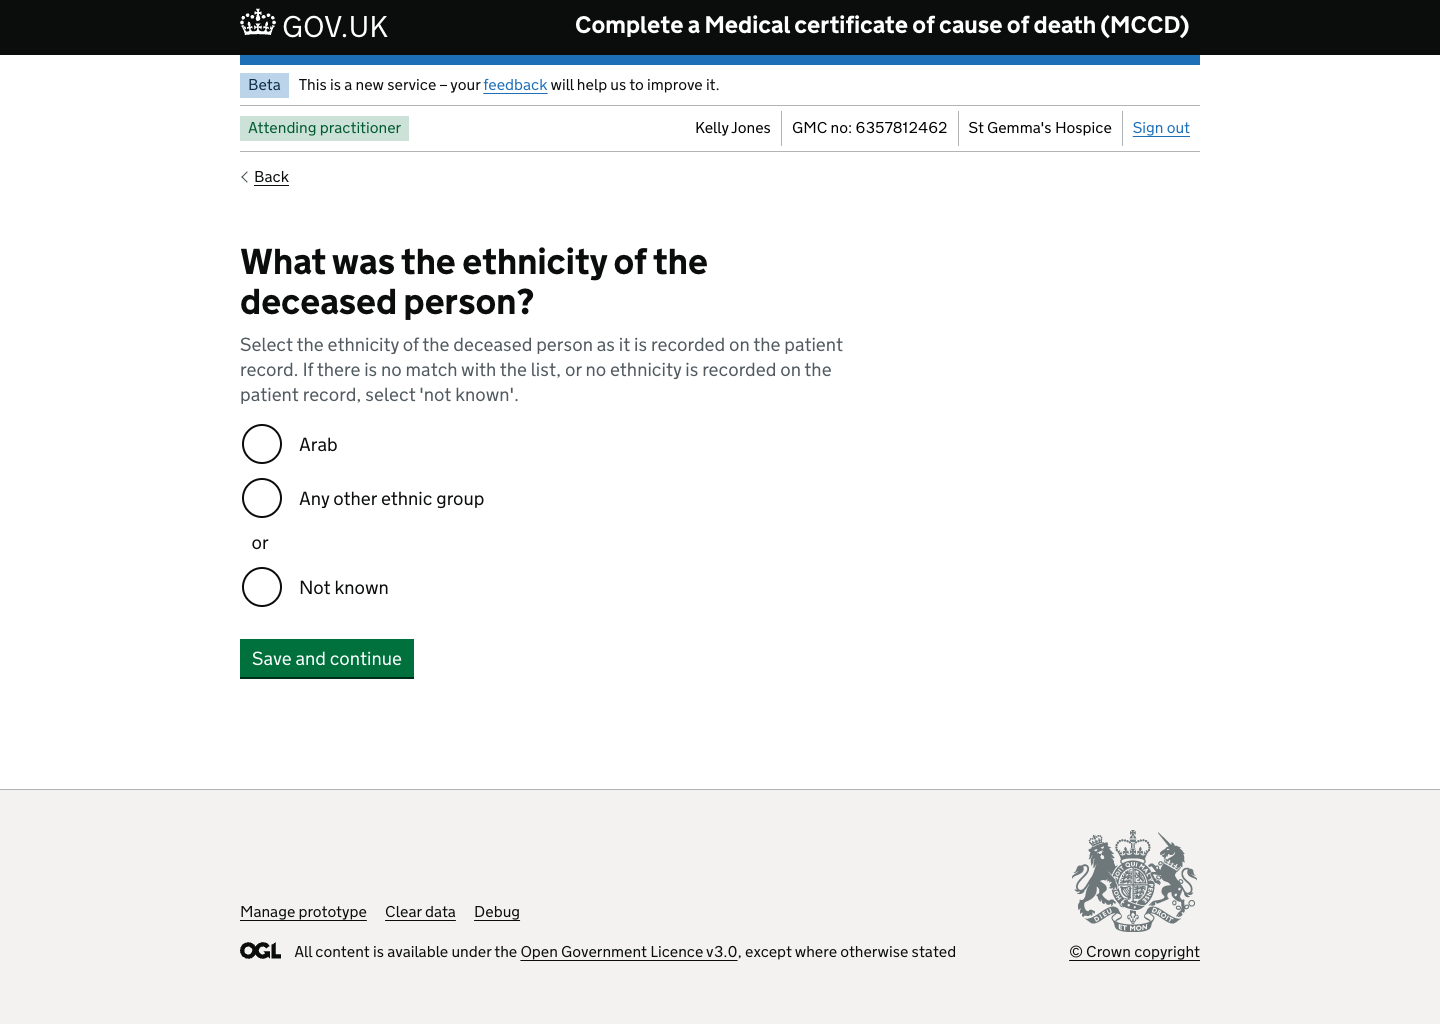 GOV.UK
Complete a Medical certificate of cause of death (MCCD)
Beta
This is a new service – your feedback will help us to improve it.
Attending practitioner
Kelly Jones
GMC no: 6357812462
St Gemma's Hospice
Sign out
Back
What was the ethnicity of the
deceased person?
Select the ethnicity of the deceased person as it is recorded on the patient
record. If there is no match with the list, or no ethnicity is recorded on the
patient record, select 'not known'.
Arab
Any other ethnic group
or
Not known
Save and continue
Manage prototype
Clear data
Debug
DIEU ET MON DROIT
OGL
All content is available under the Open Government Licence v3.0, except where otherwise stated
© Crown copyright